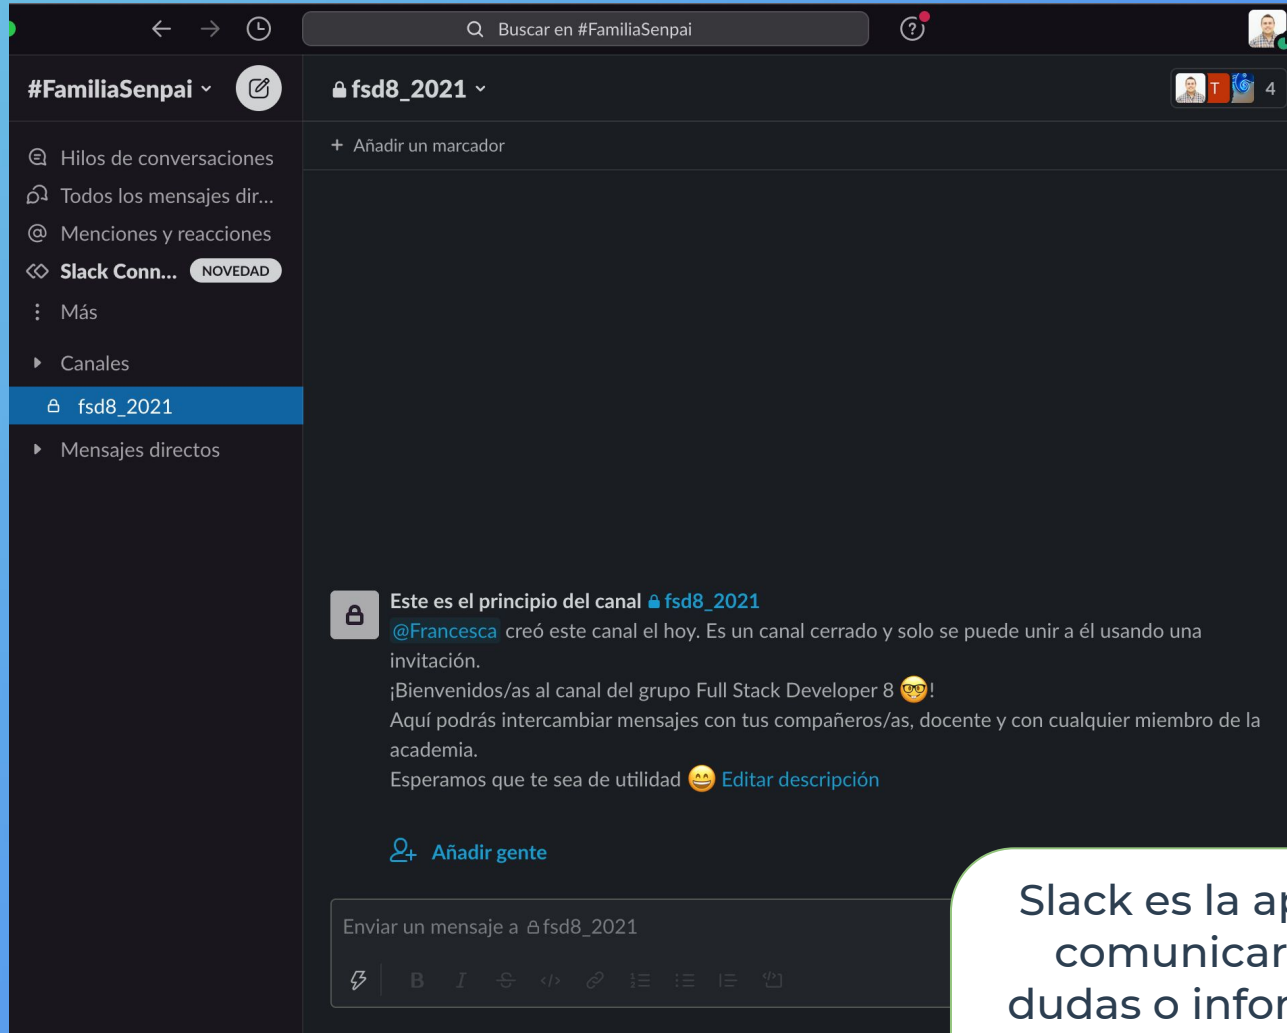 Buscar en #FamiliaSenpai
#FamiliaSenpai
fsd8_2021
T
4
Añadir un marcador
Hilos de conversaciones
Todos los mensajes dir...
Menciones y reacciones
Slack Conn... NOVEDAD
Más
Canales
fsd8_2021
Mensajes directos
Este es el principio del canal fsd8_2021
@Francesca creó este canal el hoy. Es un canal cerrado y solo se puede unir a él usando una
invitación.
¡Bienvenidos/as al canal del grupo Full Stack Developer 8 🤓!
Aquí podrás intercambiar mensajes con tus compañeros/as, docente y con cualquier miembro de la
academia.
Esperamos que te sea de utilidad 😄 Editar descripción
Añadir gente
Enviar un mensaje a fsd8_2021
B I S
Slack es la
comunicar
dudas o